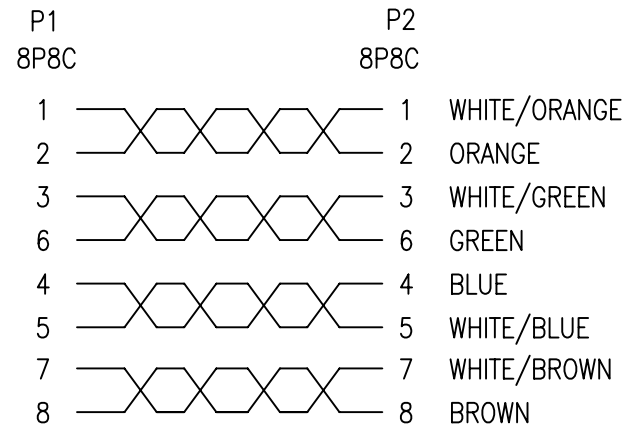 P1 P2
8P8C 8P8C
1 1 WHITE/ORANGE
2 2 ORANGE
3 3 WHITE/GREEN
6 6 GREEN
4 4 BLUE
5 5 WHITE/BLUE
7 7 WHITE/BROWN
8 8 BROWN